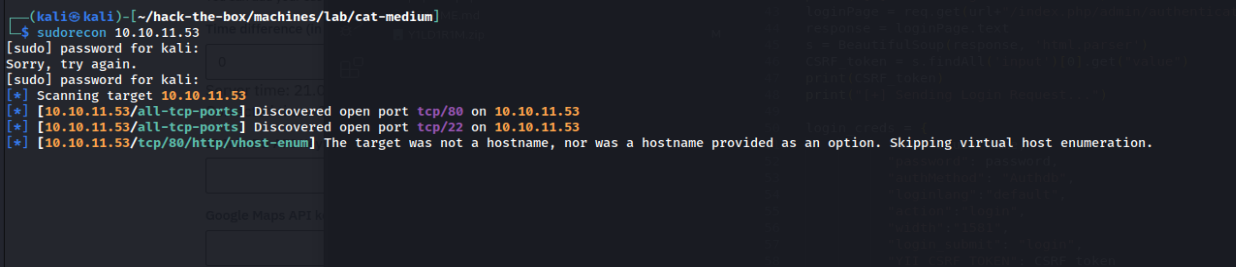 ┌──(kali㉿kali)-[~/hack-the-box/machines/lab/cat-medium]
└─$ sudorecon 10.10.11.53
[sudo] password for kali:
Sorry, try again.
[sudo] password for kali:
[*] Scanning target 10.10.11.53
[*] [10.10.11.53/all-tcp-ports] Discovered open port tcp/80 on 10.10.11.53
[*] [10.10.11.53/all-tcp-ports] Discovered open port tcp/22 on 10.10.11.53
[*] [10.10.11.53/tcp/80/http/vhost-enum] The target was not a hostname, nor was a hostname provided as an option. Skipping virtual host enumeration.
Google Maps API